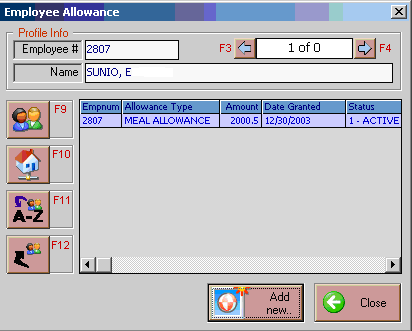 Employee Allowance
Profile Info
Employee # 2807 F3 1 of 0 F4
Name SUNIO, E
F9
F10
F11
A-Z
F12
Empnum Allowance Type Amount Date Granted Status
2807 MEAL ALLOWANCE 2000.5 12/30/2003 1 - ACTIVE
Add
new..
Close